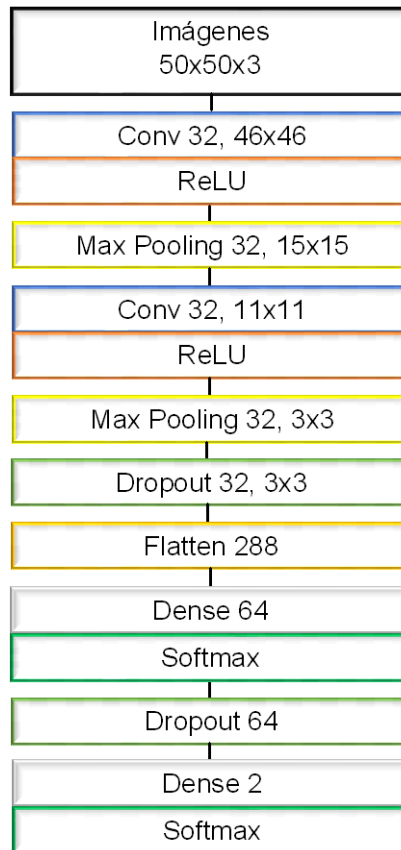 Imágenes
50x50x3
Conv 32, 46x46
ReLU
Max Pooling 32, 15x15
Conv 32, 11x11
ReLU
Max Pooling 32, 3x3
Dropout 32, 3x3
Flatten 288
Dense 64
Softmax
Dropout 64
Dense 2
Softmax